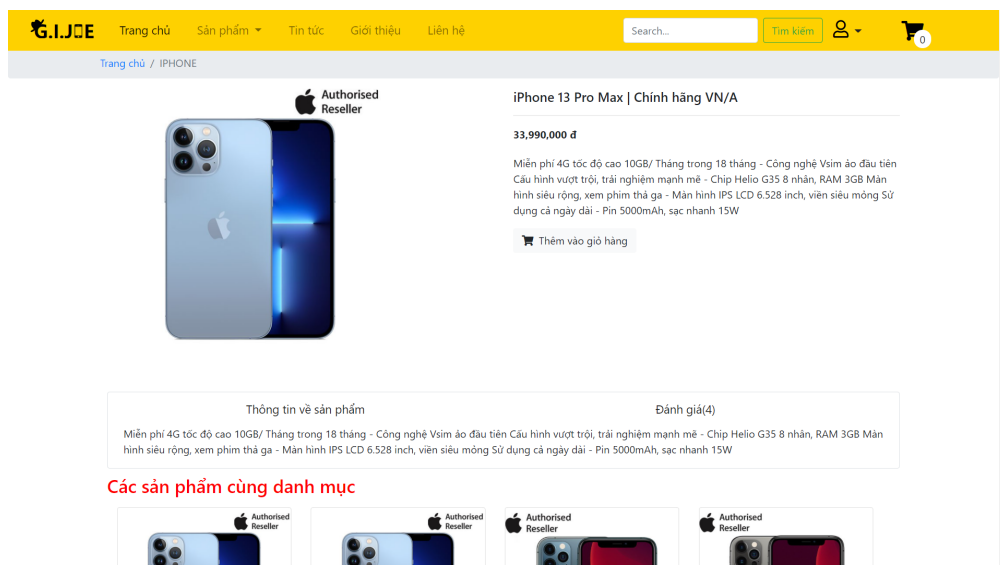 G.I.JOE Trang chủ Sản phẩm Tin tức Giới thiệu Liên hệ Search... Tìm kiếm 0
Trang chủ / IPHONE
Authorised
Reseller
iPhone 13 Pro Max | Chính hãng VN/A
33,990,000 đ
Miễn phí 4G tốc độ cao 10GB/ Tháng trong 18 tháng - Công nghệ Vsim ảo đầu tiên
Cấu hình vượt trội, trải nghiệm mạnh mẽ - Chip Helio G35 8 nhân, RAM 3GB Màn
hình siêu rộng, xem phim thả ga - Màn hình IPS LCD 6.528 inch, viền siêu mỏng Sử
dụng cả ngày dài - Pin 5000mAh, sạc nhanh 15W
Thêm vào giỏ hàng
Thông tin về sản phẩm Đánh giá(4)
Miễn phí 4G tốc độ cao 10GB/ Tháng trong 18 tháng - Công nghệ Vsim ảo đầu tiên Cấu hình vượt trội, trải nghiệm mạnh mẽ - Chip Helio G35 8 nhân, RAM 3GB Màn
hình siêu rộng, xem phim thả ga - Màn hình IPS LCD 6.528 inch, viền siêu mỏng Sử dụng cả ngày dài - Pin 5000mAh, sạc nhanh 15W
Các sản phẩm cùng danh mục
Authorised
Reseller
Authorised
Reseller
Authorised
Reseller
Authorised
Reseller